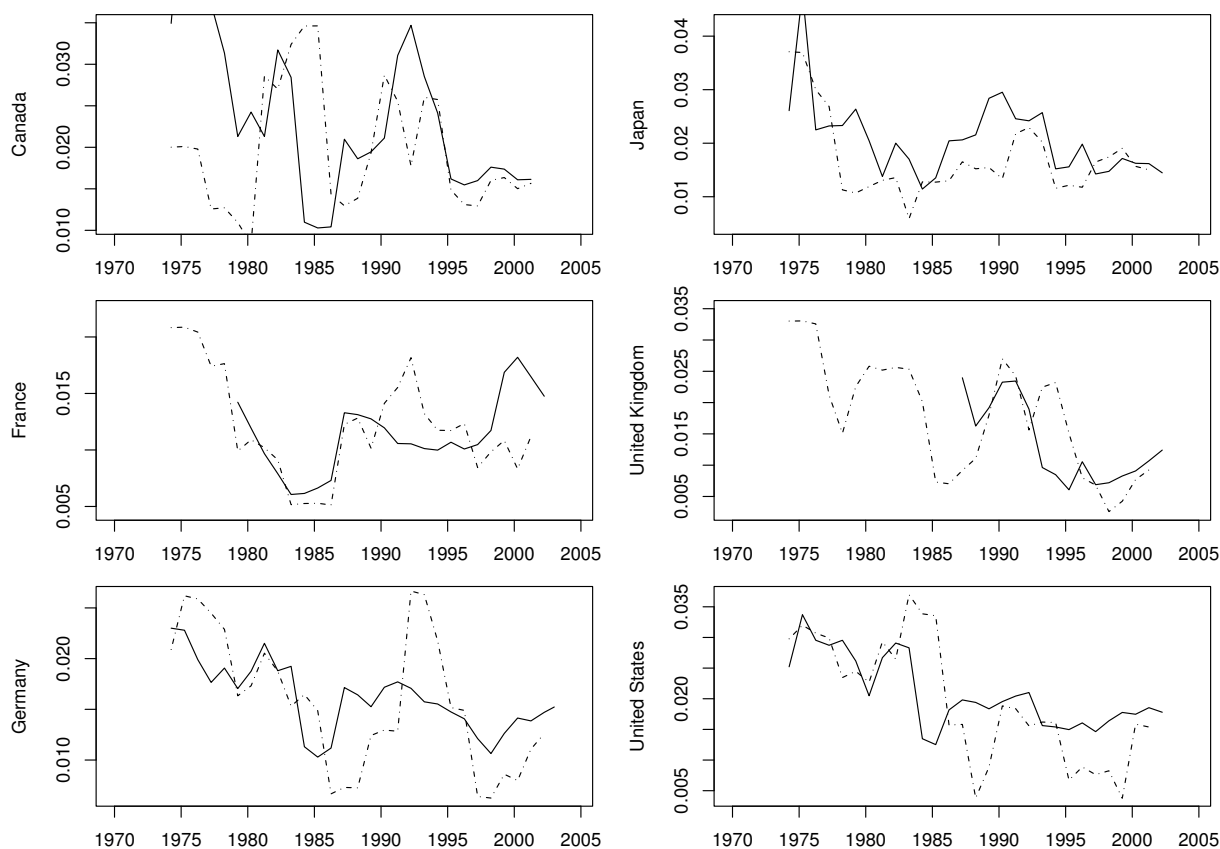 Canada
0.010 0.020 0.030
1970 1975 1980 1985 1990 1995 2000 2005
Japan
0.01 0.02 0.03 0.04
1970 1975 1980 1985 1990 1995 2000 2005
France
0.005 0.015
1970 1975 1980 1985 1990 1995 2000 2005
United Kingdom
0.005 0.015 0.025 0.035
1970 1975 1980 1985 1990 1995 2000 2005
Germany
0.010 0.020
1970 1975 1980 1985 1990 1995 2000 2005
United States
0.005 0.020 0.035
1970 1975 1980 1985 1990 1995 2000 2005